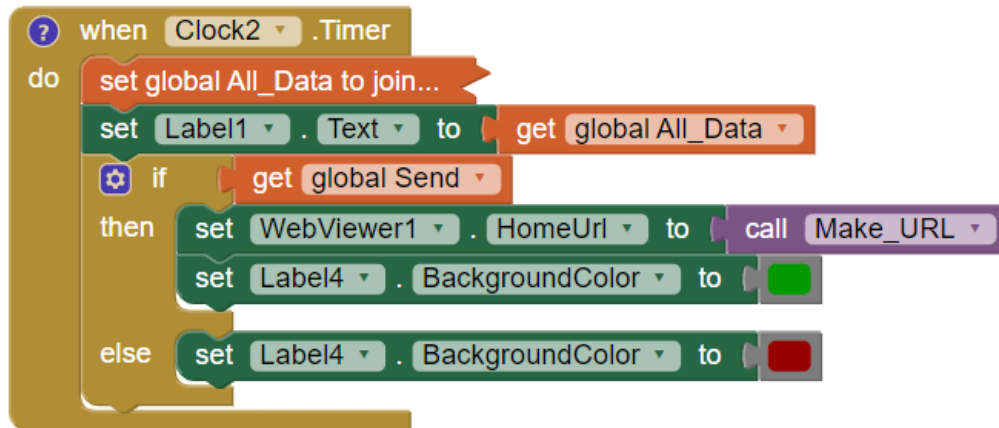 ? when Clock2 .Timer
do set global All_Data to join...
set Label1 . Text to get global All_Data
if get global Send
then set WebViewer1 . HomeUrl to call Make_URL
set Label4 . BackgroundColor to
else set Label4 . BackgroundColor to